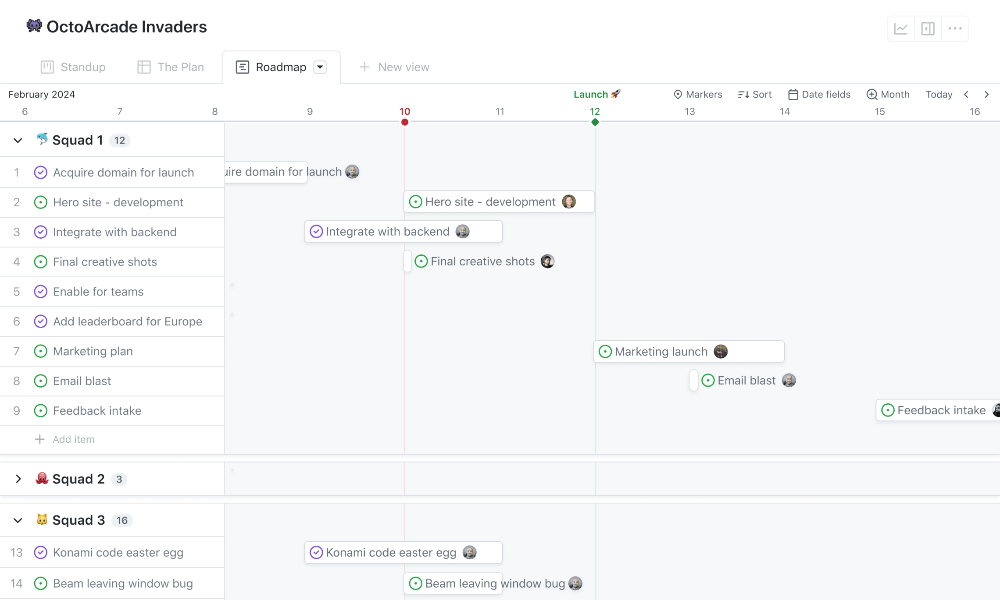 OctoArcade Invaders
Standup The Plan Roadmap New view
February 2024 Launch Markers Sort Date fields Month Today
6 7 8 9 10 11 12 13 14 15 16
Squad 1 12
1 Acquire domain for launch uire domain for launch
2 Hero site - development Hero site - development
3 Integrate with backend Integrate with backend
4 Final creative shots Final creative shots
5 Enable for teams
6 Add leaderboard for Europe
7 Marketing plan Marketing launch
8 Email blast Email blast
9 Feedback intake Feedback intake
Add item
Squad 2 3
Squad 3 16
13 Konami code easter egg Konami code easter egg
14 Beam leaving window bug Beam leaving window bug